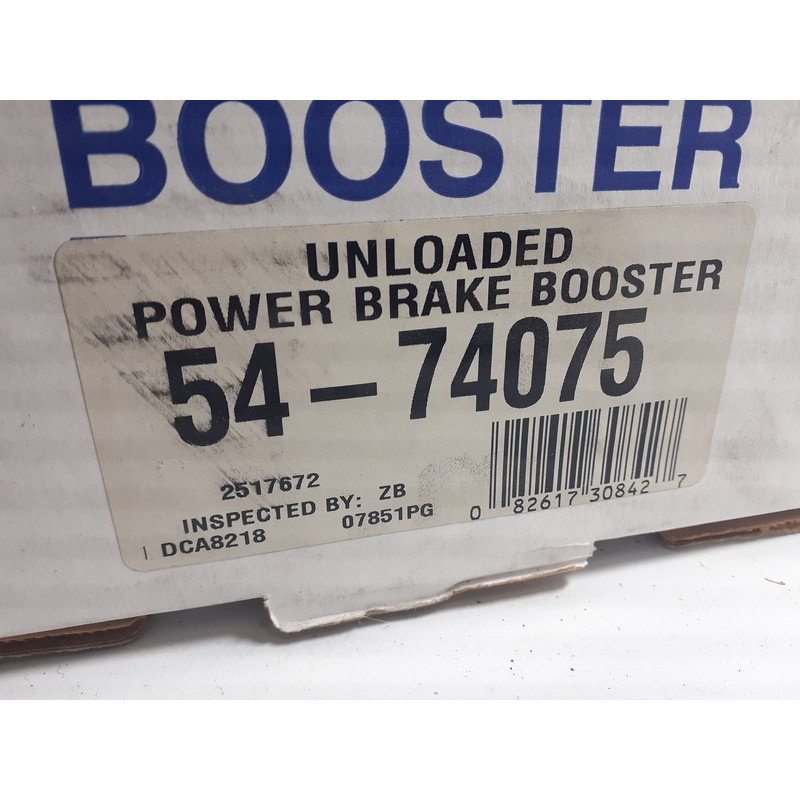 BOOSTER
UNLOADED
POWER BRAKE BOOSTER
54-74075
2517672
INSPECTED BY: ZB
DCA8218 07851PG
0 82617 30842 7